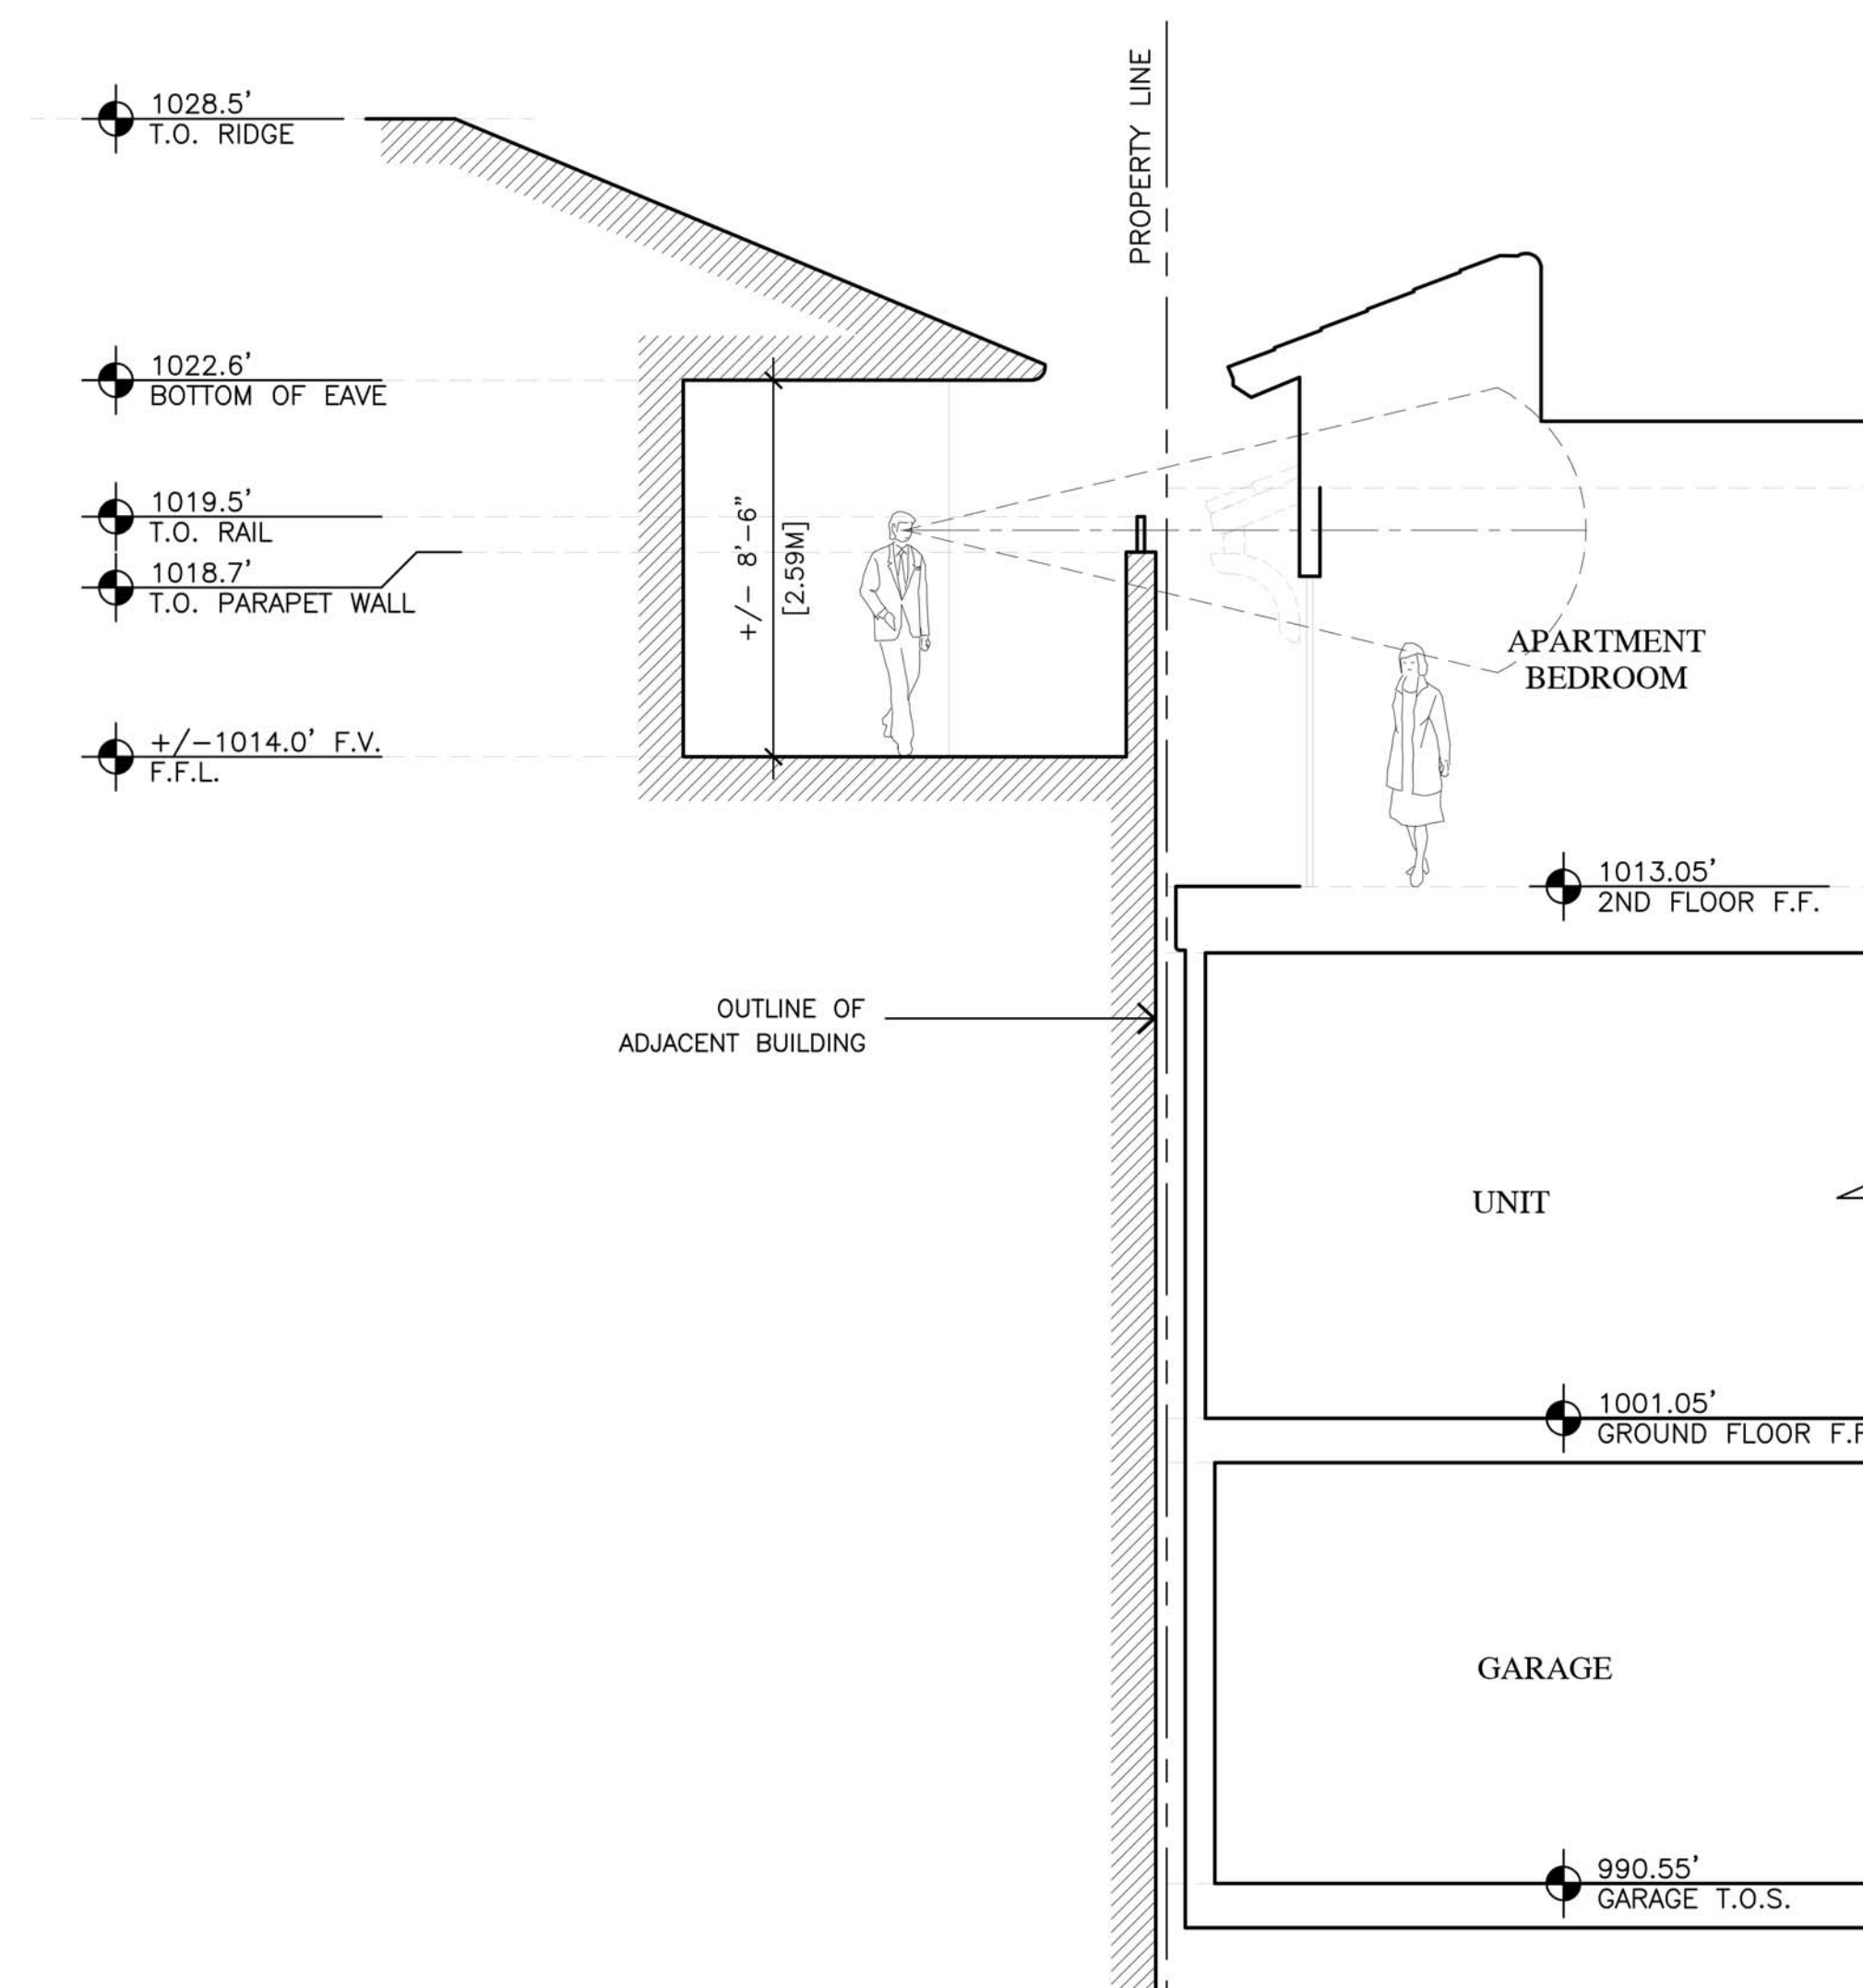 PROPERTY LINE
1028.5'
T.O. RIDGE
1022.6'
BOTTOM OF EAVE
1019.5'
T.O. RAIL
1018.7'
T.O. PARAPET WALL
+/- 8'-6"
[2.59M]
+/-1014.0' F.V.
F.F.L.
APARTMENT
BEDROOM
1013.05'
2ND FLOOR F.F.
OUTLINE OF
ADJACENT BUILDING
UNIT
1001.05'
GROUND FLOOR F.F
GARAGE
990.55'
GARAGE T.O.S.